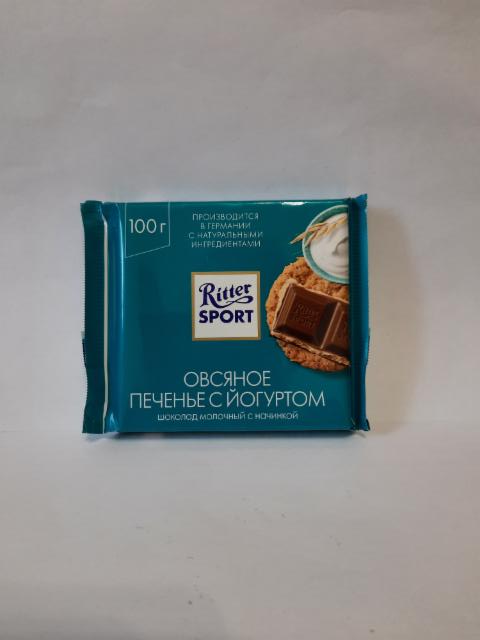 100 г
ПРОИЗВОДИТСЯ
В ГЕРМАНИИ
С НАТУРАЛЬНЫМИ
ИНГРЕДИЕНТАМИ
Ritter
SPORT
ОВСЯНОЕ
ПЕЧЕНЬЕ С ЙОГУРТОМ
ШОКОЛАД МОЛОЧНЫЙ С НАЧИНКОЙ